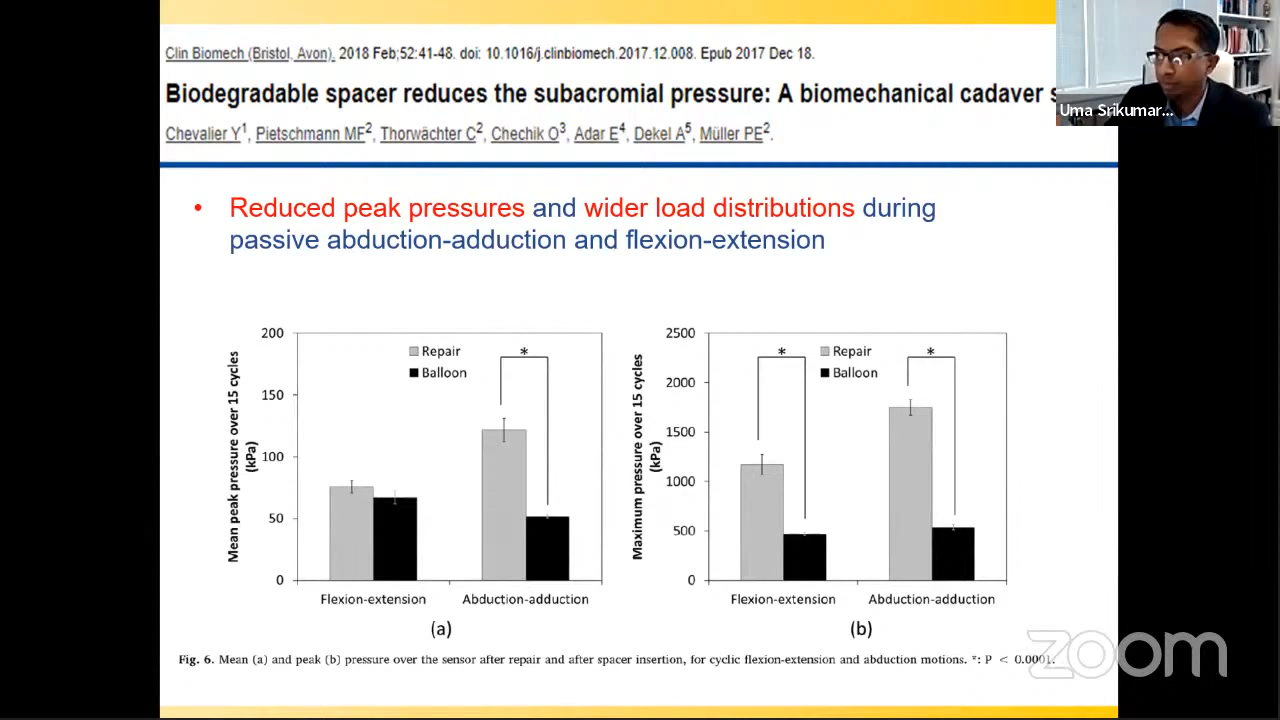 Clin Biomech (Bristol, Avon). 2018 Feb;52:41-48. doi: 10.1016/j.clinbiomech.2017.12.008. Epub 2017 Dec 18.
Biodegradable spacer reduces the subacromial pressure: A biomechanical cadaver s
Chevalier Y1, Pietschmann MF2, Thorwächter C2, Chechik O3, Adar E4, Dekel A5, Müller PE2.
Uma Srikumar...
• Reduced peak pressures and wider load distributions during
passive abduction-adduction and flexion-extension
Mean peak pressure over 15 cycles
(kPa)
200
150
100
50
0
Repair
Balloon
*
Flexion-extension
Abduction-adduction
(a)
Maximum pressure over 15 cycles
(kPa)
2500
2000
1500
1000
500
0
Repair
Balloon
*
*
Flexion-extension
Abduction-adduction
(b)
Fig. 6. Mean (a) and peak (b) pressure over the sensor after repair and after spacer insertion, for cyclic flexion-extension and abduction motions. *: P < 0.0001.
zoom